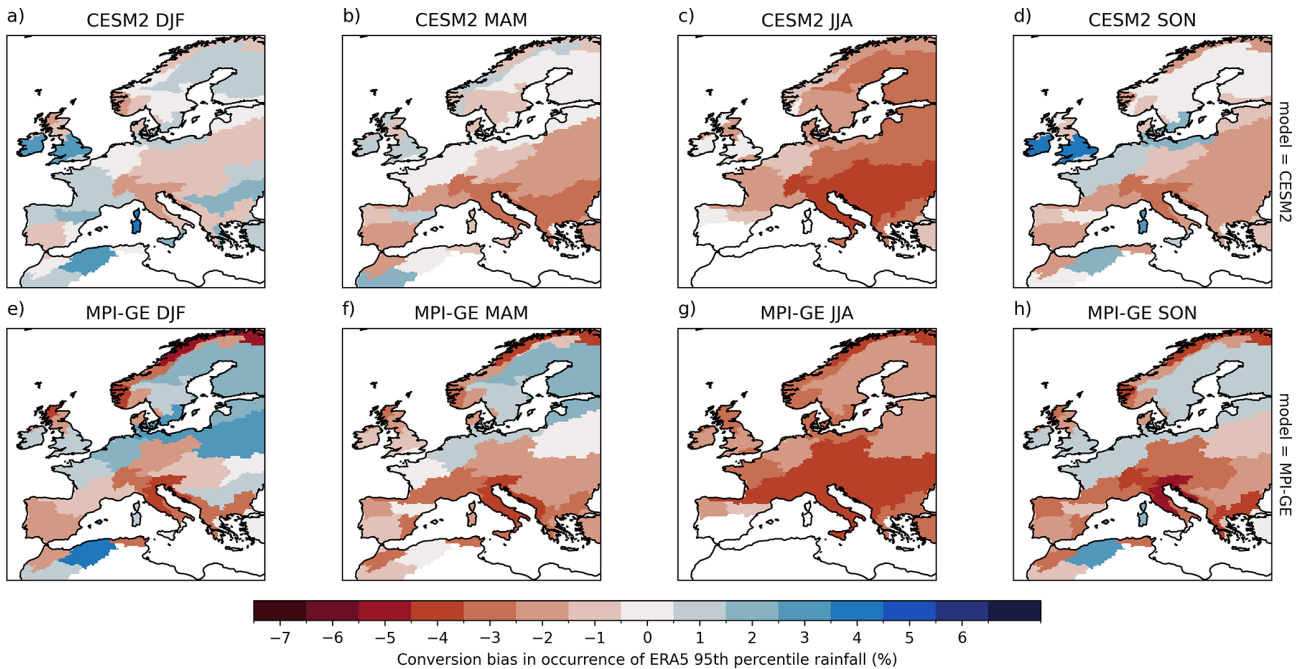 a) CESM2 DJF
b) CESM2 MAM
c) CESM2 JJA
d) CESM2 SON
model = CESM2
e) MPI-GE DJF
f) MPI-GE MAM
g) MPI-GE JJA
h) MPI-GE SON
model = MPI-GE
−7 −6 −5 −4 −3 −2 −1 0 1 2 3 4 5 6
Conversion bias in occurrence of ERA5 95th percentile rainfall (%)